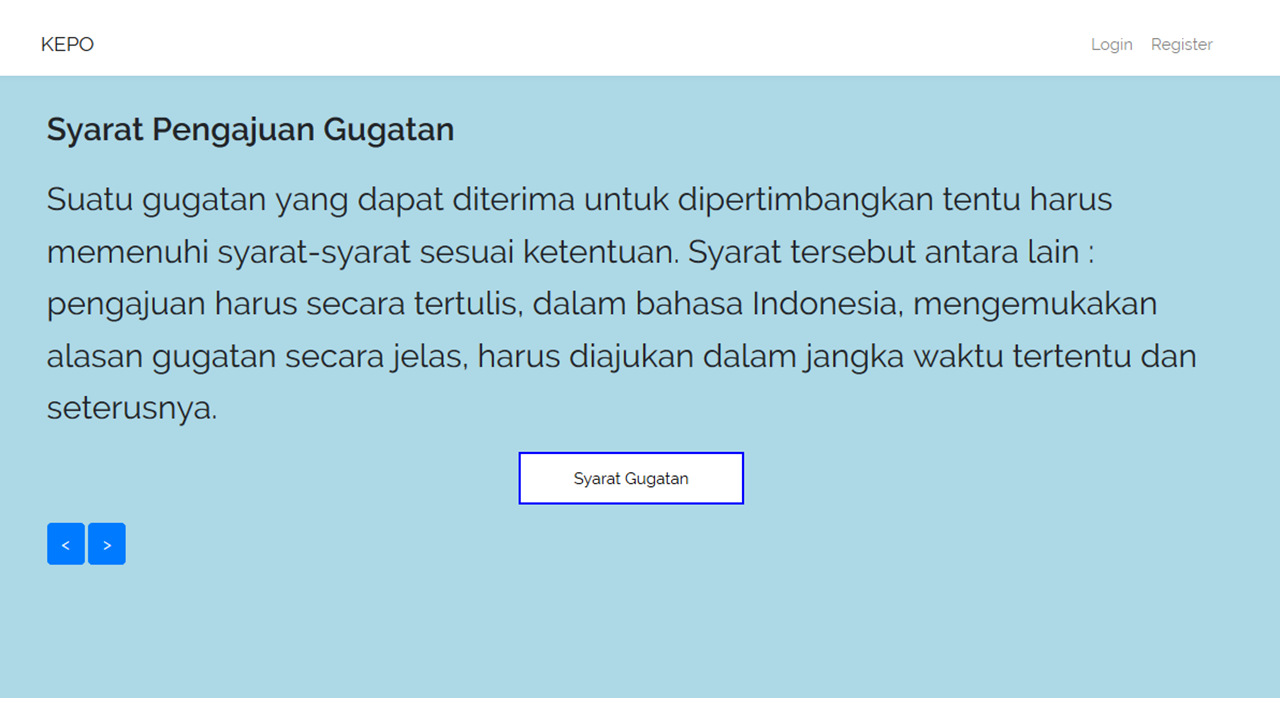 KEPO
Login Register
Syarat Pengajuan Gugatan
Suatu gugatan yang dapat diterima untuk dipertimbangkan tentu harus
memenuhi syarat-syarat sesuai ketentuan. Syarat tersebut antara lain :
pengajuan harus secara tertulis, dalam bahasa Indonesia, mengemukakan
alasan gugatan secara jelas, harus diajukan dalam jangka waktu tertentu dan
seterusnya.
Syarat Gugatan
< >